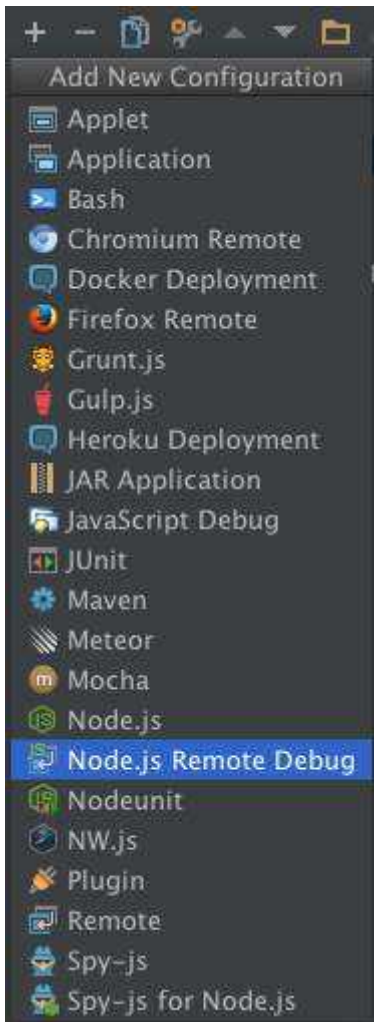 Add New Configuration
Applet
Application
Bash
Chromium Remote
Docker Deployment
Firefox Remote
Grunt.js
Gulp.js
Heroku Deployment
JAR Application
JavaScript Debug
JUnit
Maven
Meteor
Mocha
Node.js
Node.js Remote Debug
Nodeunit
NW.js
Plugin
Remote
Spy-js
Spy-js for Node.js